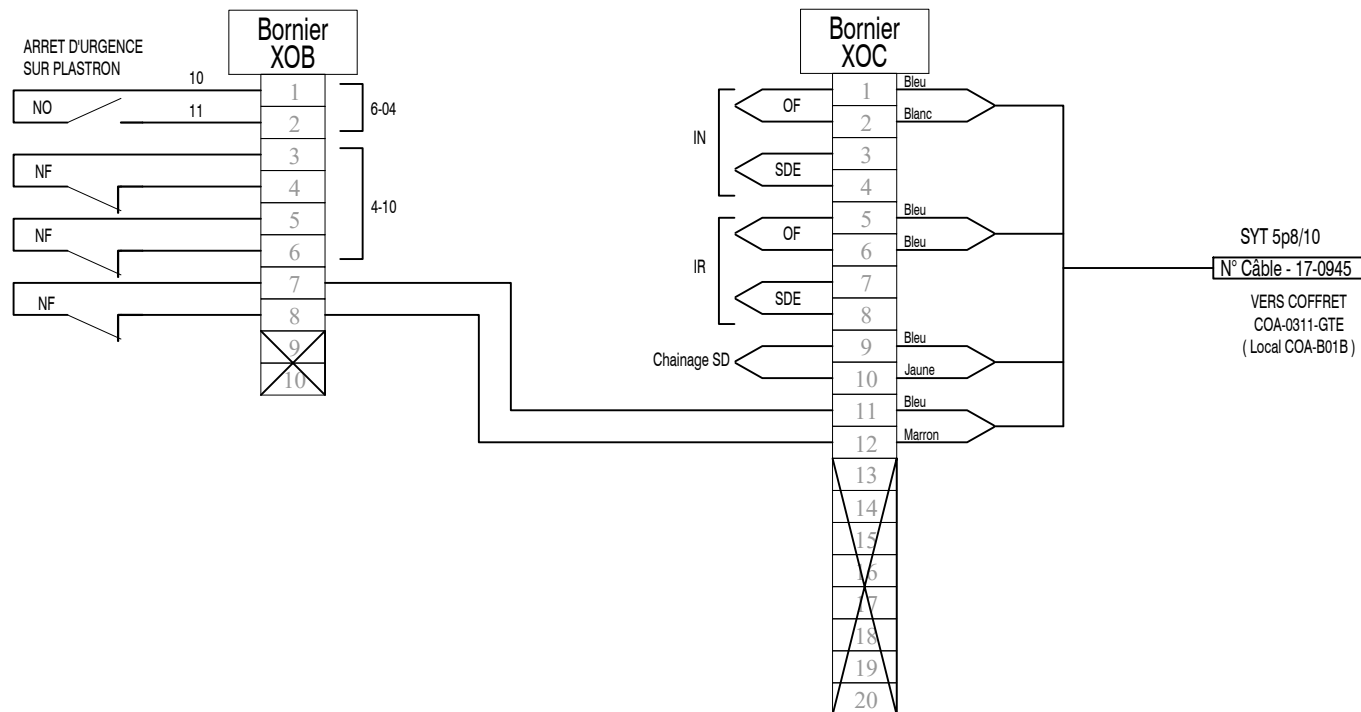 ARRET D'URGENCE
SUR PLASTRON
Bornier
XOB
10
11
NO
NF
NF
NF
1
2
3
4
5
6
7
8
9
10
6-04
4-10
Bornier
XOC
IN
OF
SDE
IR
OF
SDE
Chainage SD
1
2
3
4
5
6
7
8
9
10
11
12
13
14
15
16
17
18
19
20
Bleu
Blanc
Bleu
Bleu
Bleu
Jaune
Bleu
Marron
SYT 5p8/10
N° Câble - 17-0945
VERS COFFRET
COA-0311-GTE
( Local COA-B01B )